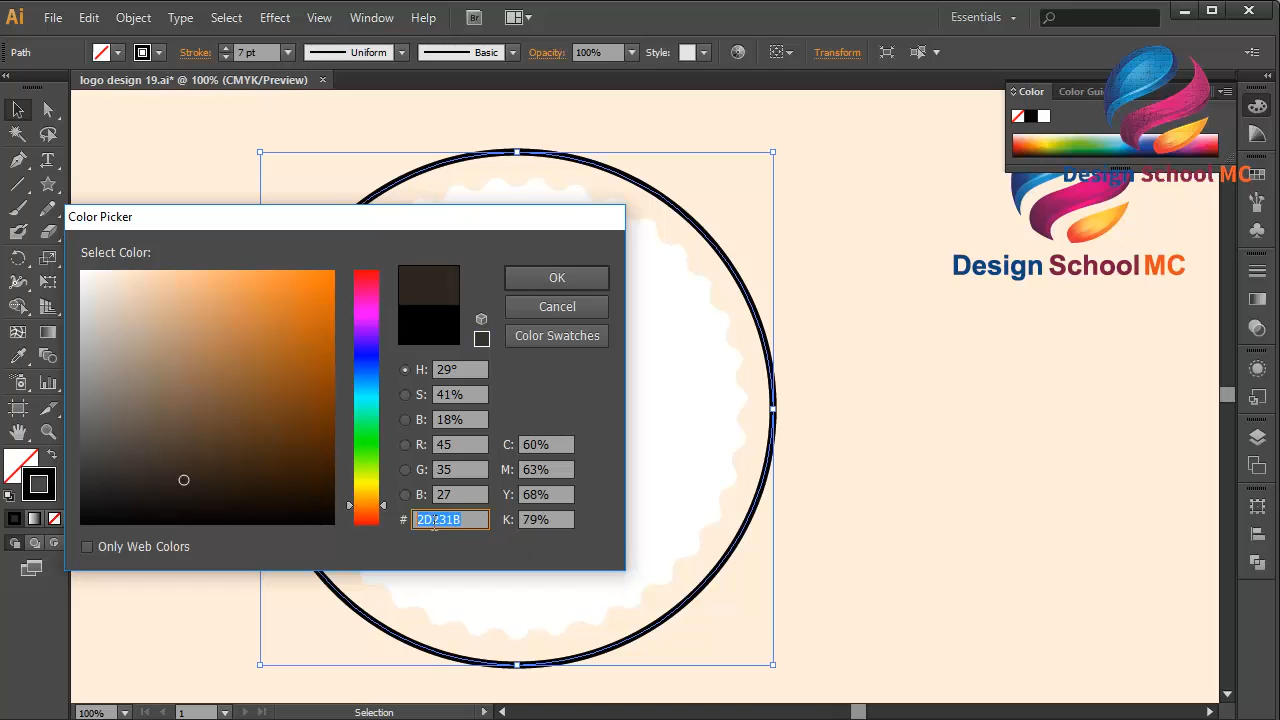 Ai File Edit Object Type Select Effect View Window Help Br Essentials
Path Stroke: 7 pt Uniform Basic Opacity: 100% Style: Transform
logo design 19.ai* @ 100% (CMYK/Preview)
Color Color Gui
Design School MC
Design School MC
Color Picker
Select Color:
OK
Cancel
Color Swatches
H: 29°
S: 41%
B: 18%
R: 45 C: 60%
G: 35 M: 63%
B: 27 Y: 68%
# 2D231B K: 79%
Only Web Colors
100% 1 Selection